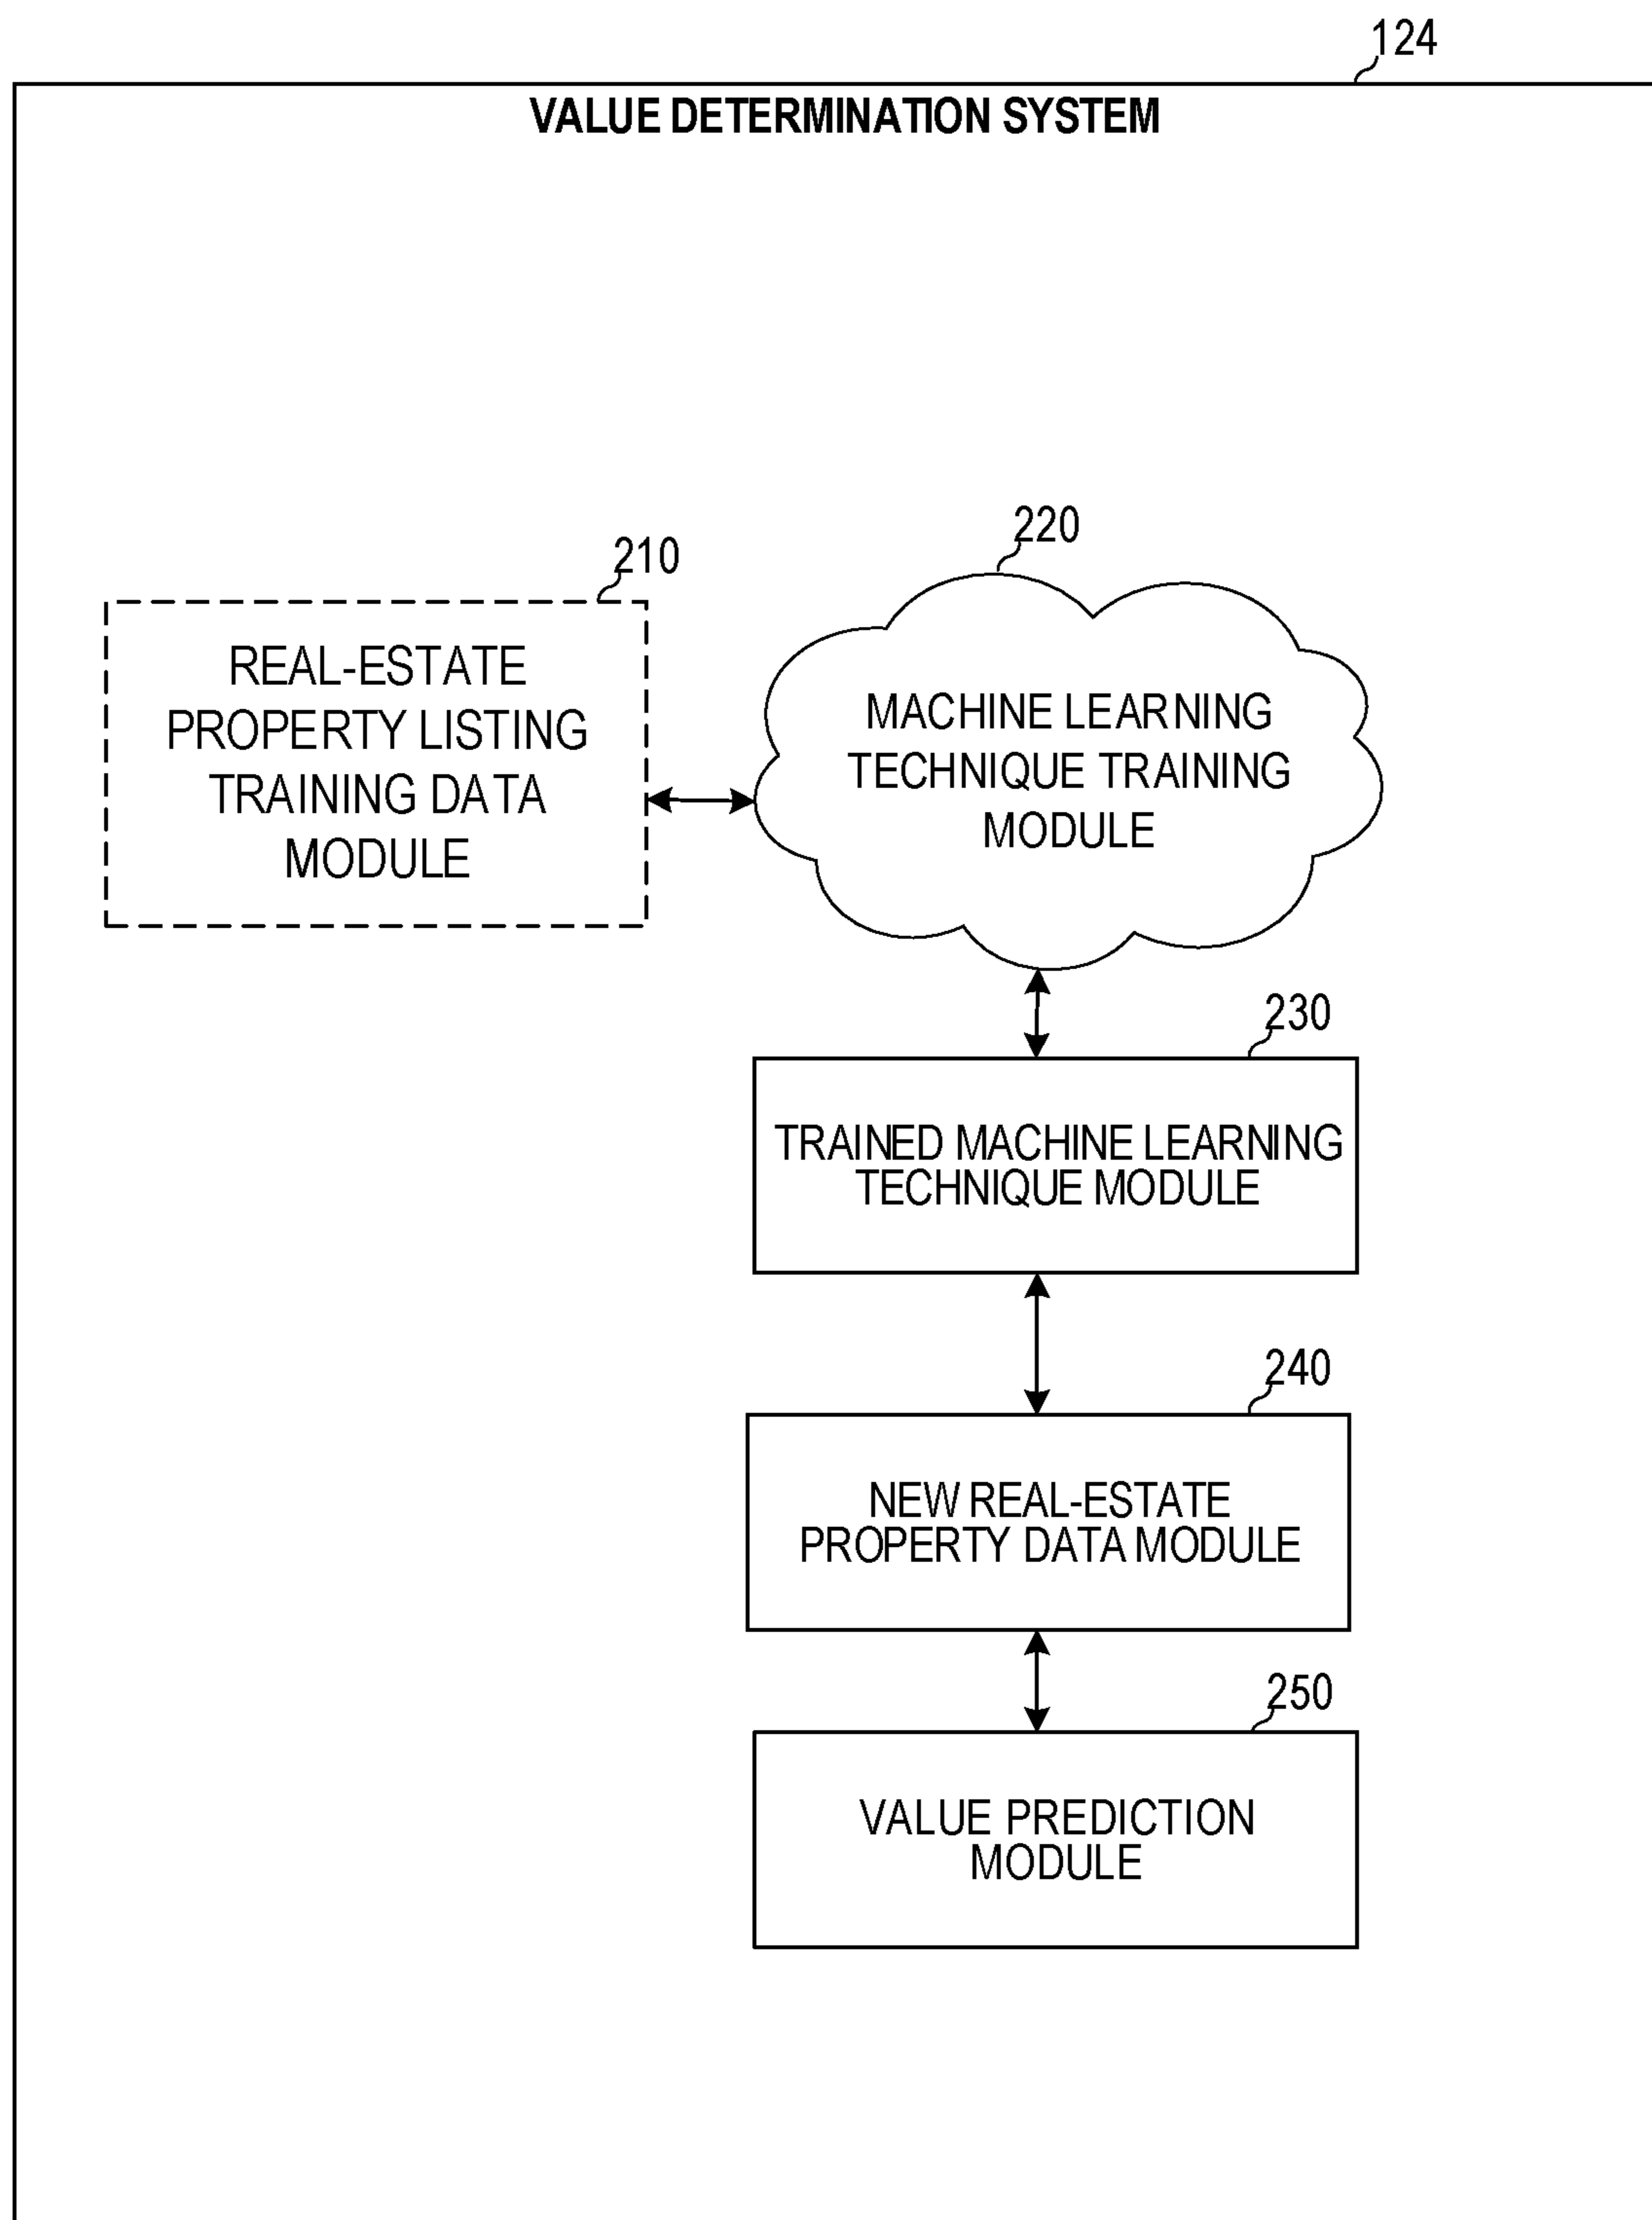 124
VALUE DETERMINATION SYSTEM
220
210
REAL-ESTATE
PROPERTY LISTING
TRAINING DATA
MODULE
MACHINE LEARNING
TECHNIQUE TRAINING
MODULE
230
TRAINED MACHINE LEARNING
TECHNIQUE MODULE
240
NEW REAL-ESTATE
PROPERTY DATA MODULE
250
VALUE PREDICTION
MODULE